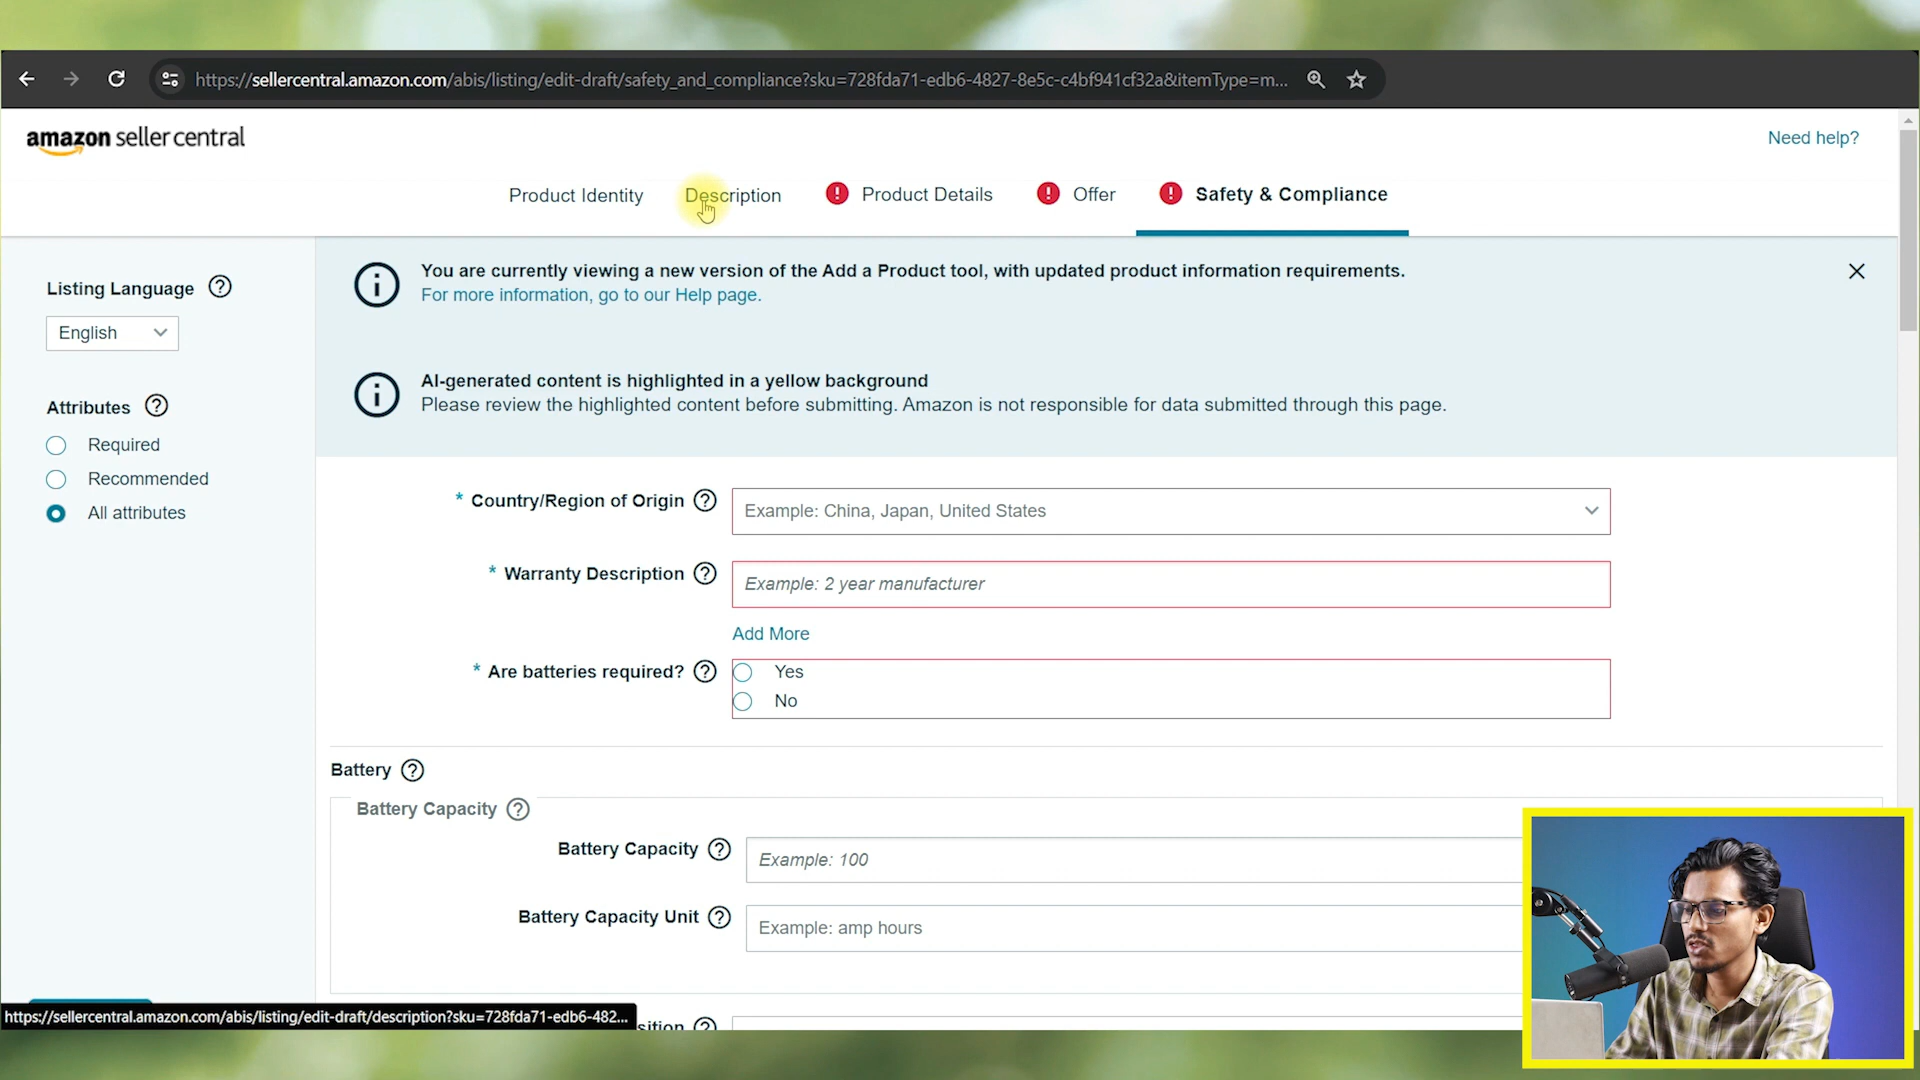 https://sellercentral.amazon.com/abis/listing/edit-draft/safety_and_compliance?sku=728fda71-edb6-4827-8e5c-c4bf941cf32a&itemType=m...
amazon seller central
Need help?
Product Identity
Description
Product Details
Offer
Safety & Compliance
Listing Language
English
Attributes
Required
Recommended
All attributes
You are currently viewing a new version of the Add a Product tool, with updated product information requirements.
For more information, go to our Help page.
AI-generated content is highlighted in a yellow background
Please review the highlighted content before submitting. Amazon is not responsible for data submitted through this page.
* Country/Region of Origin
Example: China, Japan, United States
* Warranty Description
Example: 2 year manufacturer
Add More
* Are batteries required?
Yes
No
Battery
Battery Capacity
Battery Capacity
Example: 100
Battery Capacity Unit
Example: amp hours
https://sellercentral.amazon.com/abis/listing/edit-draft/description?sku=728fda71-edb6-482...